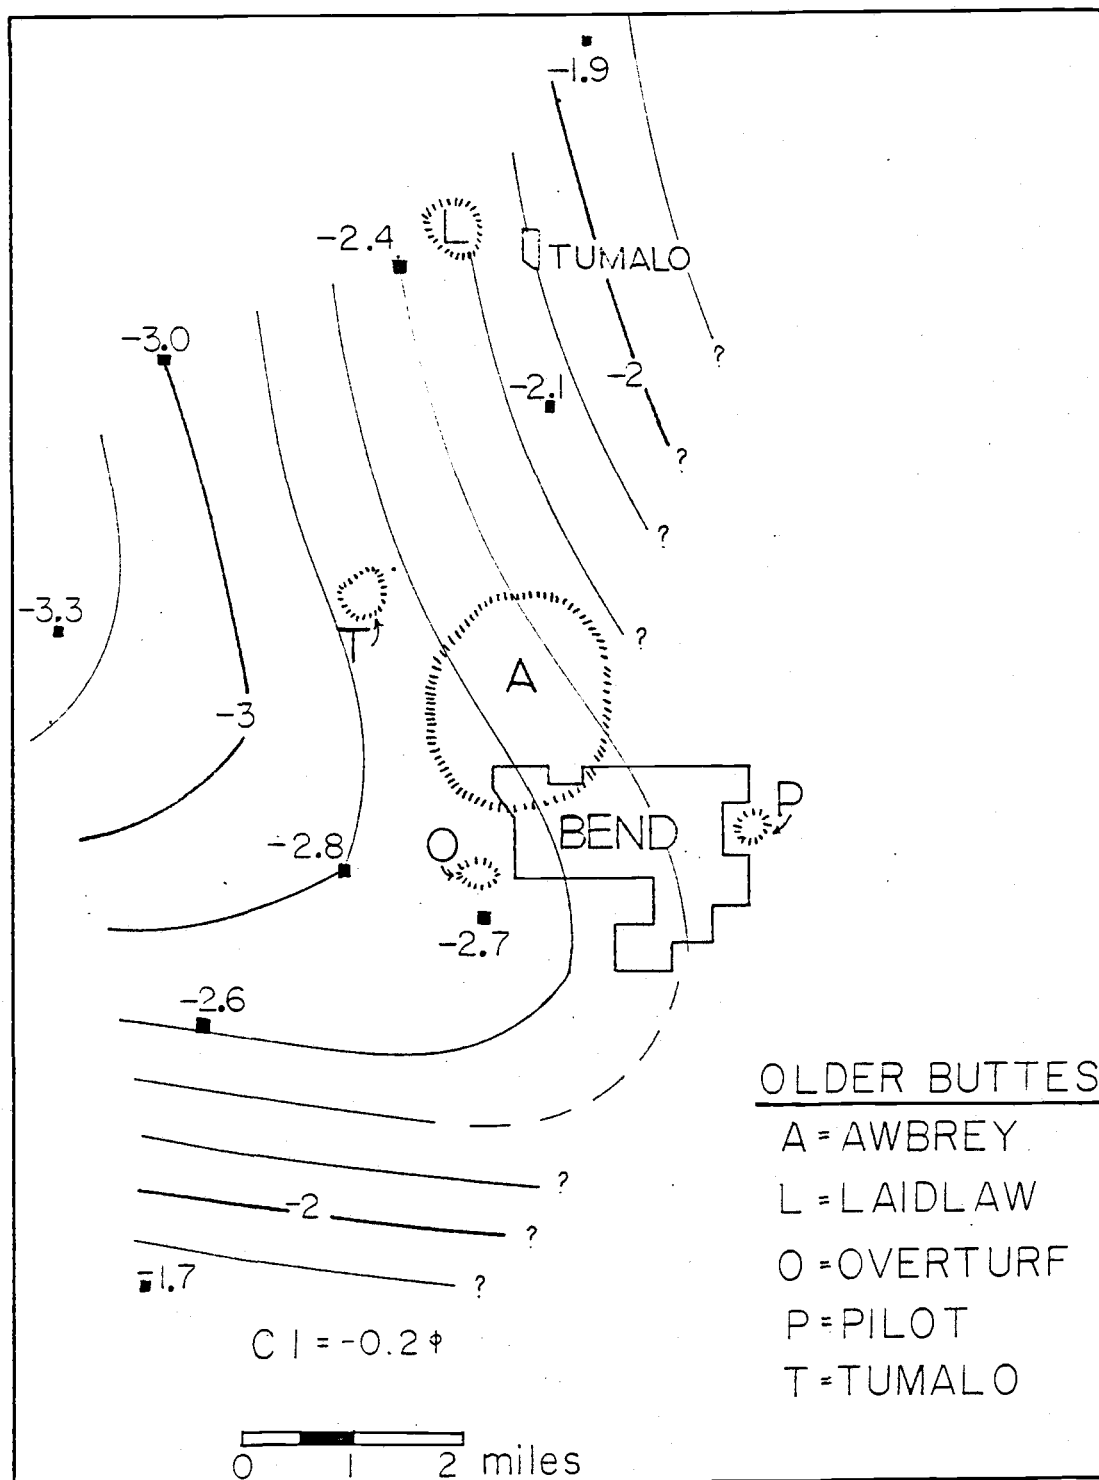 -1.9
L
-2.4
TUMALO
-3.0
?
-2.1
-2
?
?
-3.3
T
?
A
-3
P
BEND
-2.8
O
-2.7
-2.6
OLDER BUTTES
A = AWBREY
?
L = LAIDLAW
-2
?
O = OVERTURF
-1.7
?
P = PILOT
C I = -0.2 ϕ
T = TUMALO
0 1 2 miles